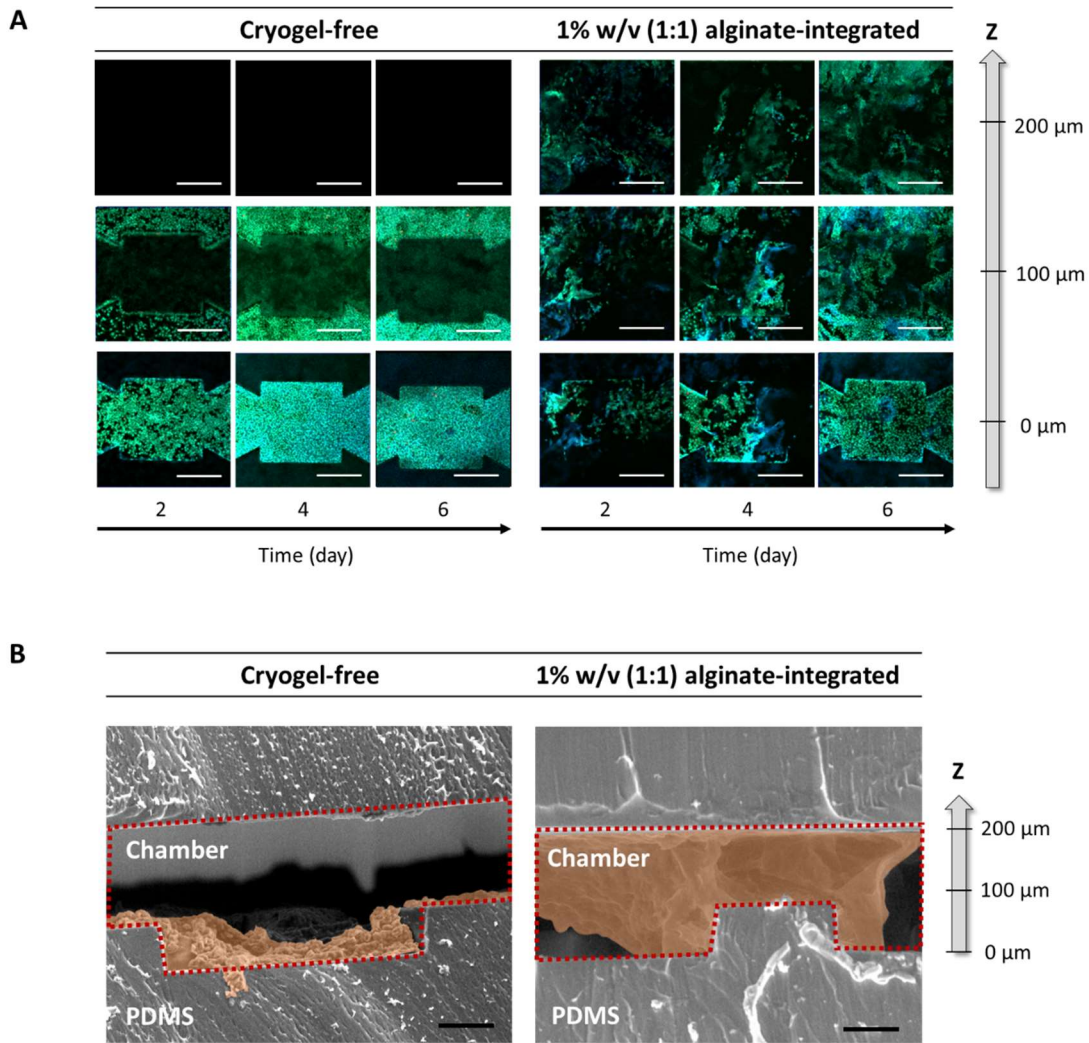 A
Cryogel-free 1% w/v (1:1) alginate-integrated
Z
200 µm
100 µm
0 µm
2 4 6 2 4 6
Time (day) Time (day)
B
Cryogel-free 1% w/v (1:1) alginate-integrated
Z
Chamber Chamber 200 µm
100 µm
0 µm
PDMS PDMS